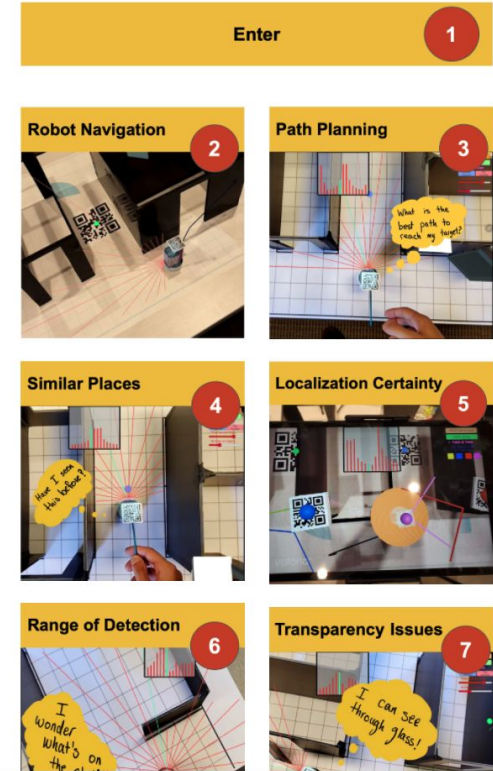 Enter
1
Robot Navigation
2
Path Planning
3
What is the
best path to
reach my target?
Similar Places
4
Have I seen
this before?
Localization Certainty
5
Range of Detection
6
I
wonder
what's on
the
Transparency Issues
7
I can see
through glass!